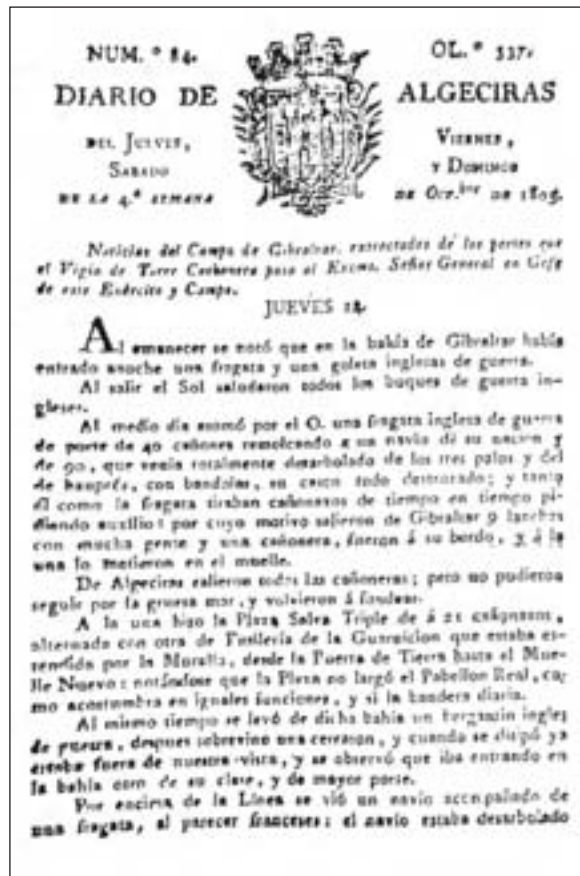 NUM.º 84.
OL.º 337.
DIARIO DE
ALGECIRAS
DEL JUEVES,
VIERNES,
SABADO
Y DOMINGO
DE LA 4.ª SEMANA
DE OCT.bre DE 1805.
Noticias del Campo de Gibraltar, extractadas de los partes que
el Vigia de Torre Carbonera pasa al Excmo. Señor General en Gefe
de este Exército y Campo.
JUEVES 24.
Al amanecer se notó que en la bahía de Gibraltar habia
entrado anoche una fragata y una goleta inglesas de guerra.
Al salir el Sol saludaron todos los buques de guerra in-
gleses.
Al medio dia asomó por el O. una fragata inglesa de guerra
de porte de 40 cañones remolcando a un navio de su nacion y
de 90, que venia totalmente desarbolado de los tres palos y del
de bauprés, con bandolas, su casco todo destrozado; y tanto
él como la fragata tiraban cañonazos de tiempo en tiempo pi-
diendo auxilio: por cuyo motivo salieron de Gibraltar 9 lanchas
con mucha gente y una cañonera, fueron á su bordo, y á la
una lo metieron en el muelle.
De Algeciras salieron todas las cañoneras; pero no pudieron
seguir por la gruesa mar, y volvieron á fondear.
A la una hizo la Plaza Salva Triple de á 21 cañonazos,
alternada con otra de Fusilería de la Guarnicion que estaba es-
tendida por la Muralla, desde la Puerta de Tierra hasta el Mue-
lle Nuevo: notándose que la Plaza no largó el Pabellon Real, co-
mo acostumbra en iguales funciones, y si la bandera diaria.
Al mismo tiempo se levó de dicha bahia un bergantin ingles
de guerra, despues sobrevino una cerrazon, y cuando se disipó ya
estaba fuera de nuestra vista, y se observó que iba entrando en
la bahía otro de su clase, y de mayor porte.
Por encima de la Línea se vió un navio acompañado de
una fragata, al parecer franceses: el navio estaba desarbolado